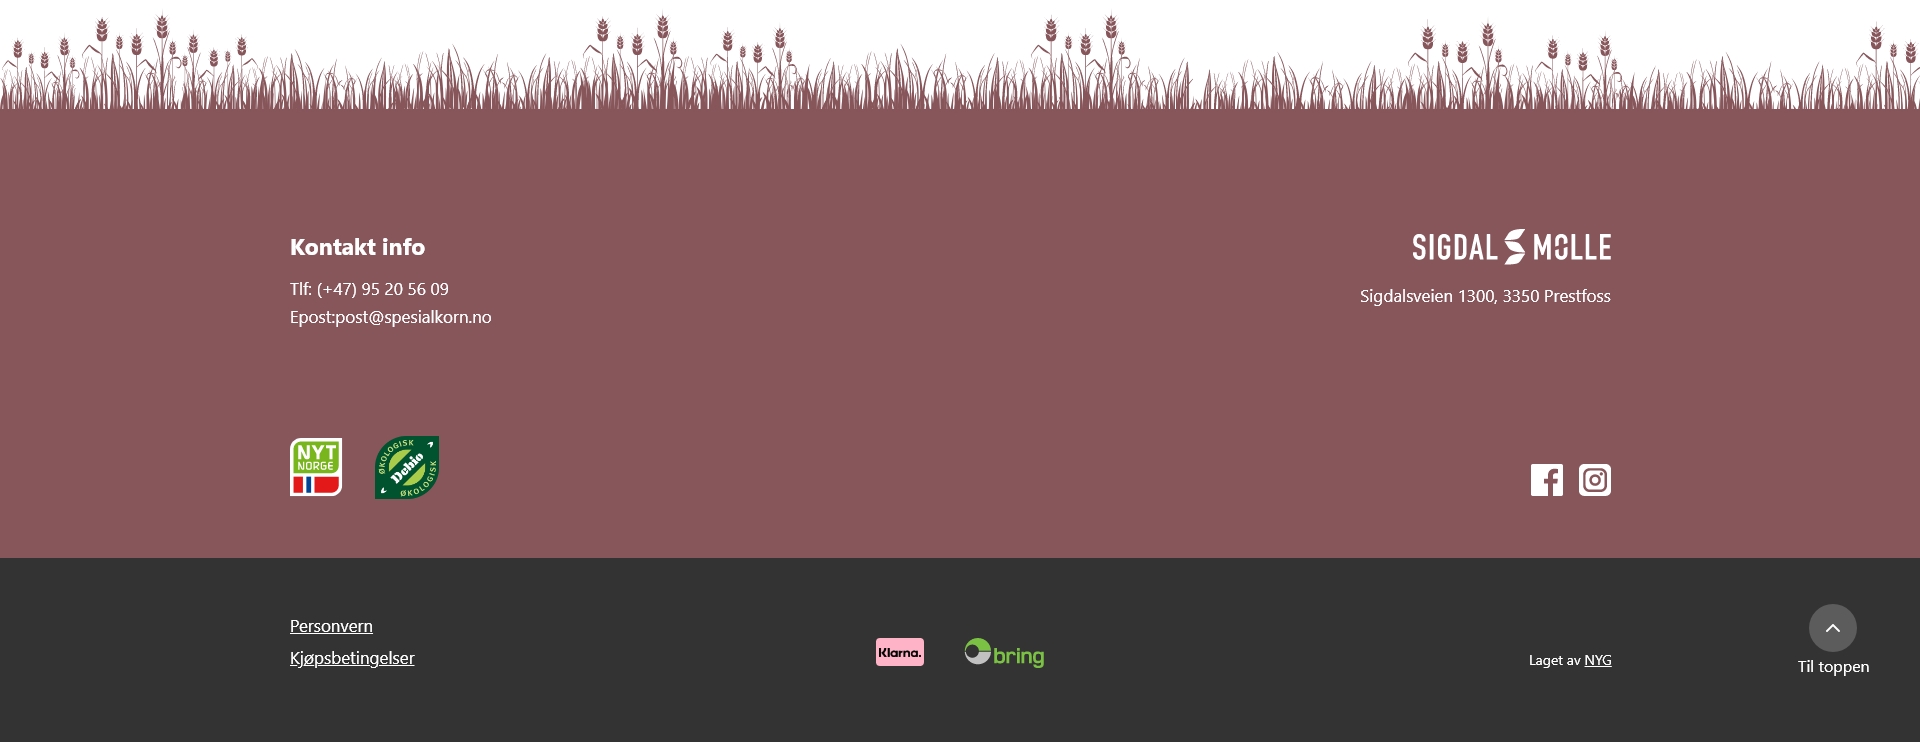 Kontakt info
Tlf: (+47) 95 20 56 09
Epost:post@spesialkorn.no
SIGDAL MØLLE
Sigdalsveien 1300, 3350 Prestfoss
NYT
NORGE
ØKOLOGISK
Debio
ØKOLOGISK
Personvern
Kjøpsbetingelser
Klarna.
bring
Laget av NYG
Til toppen